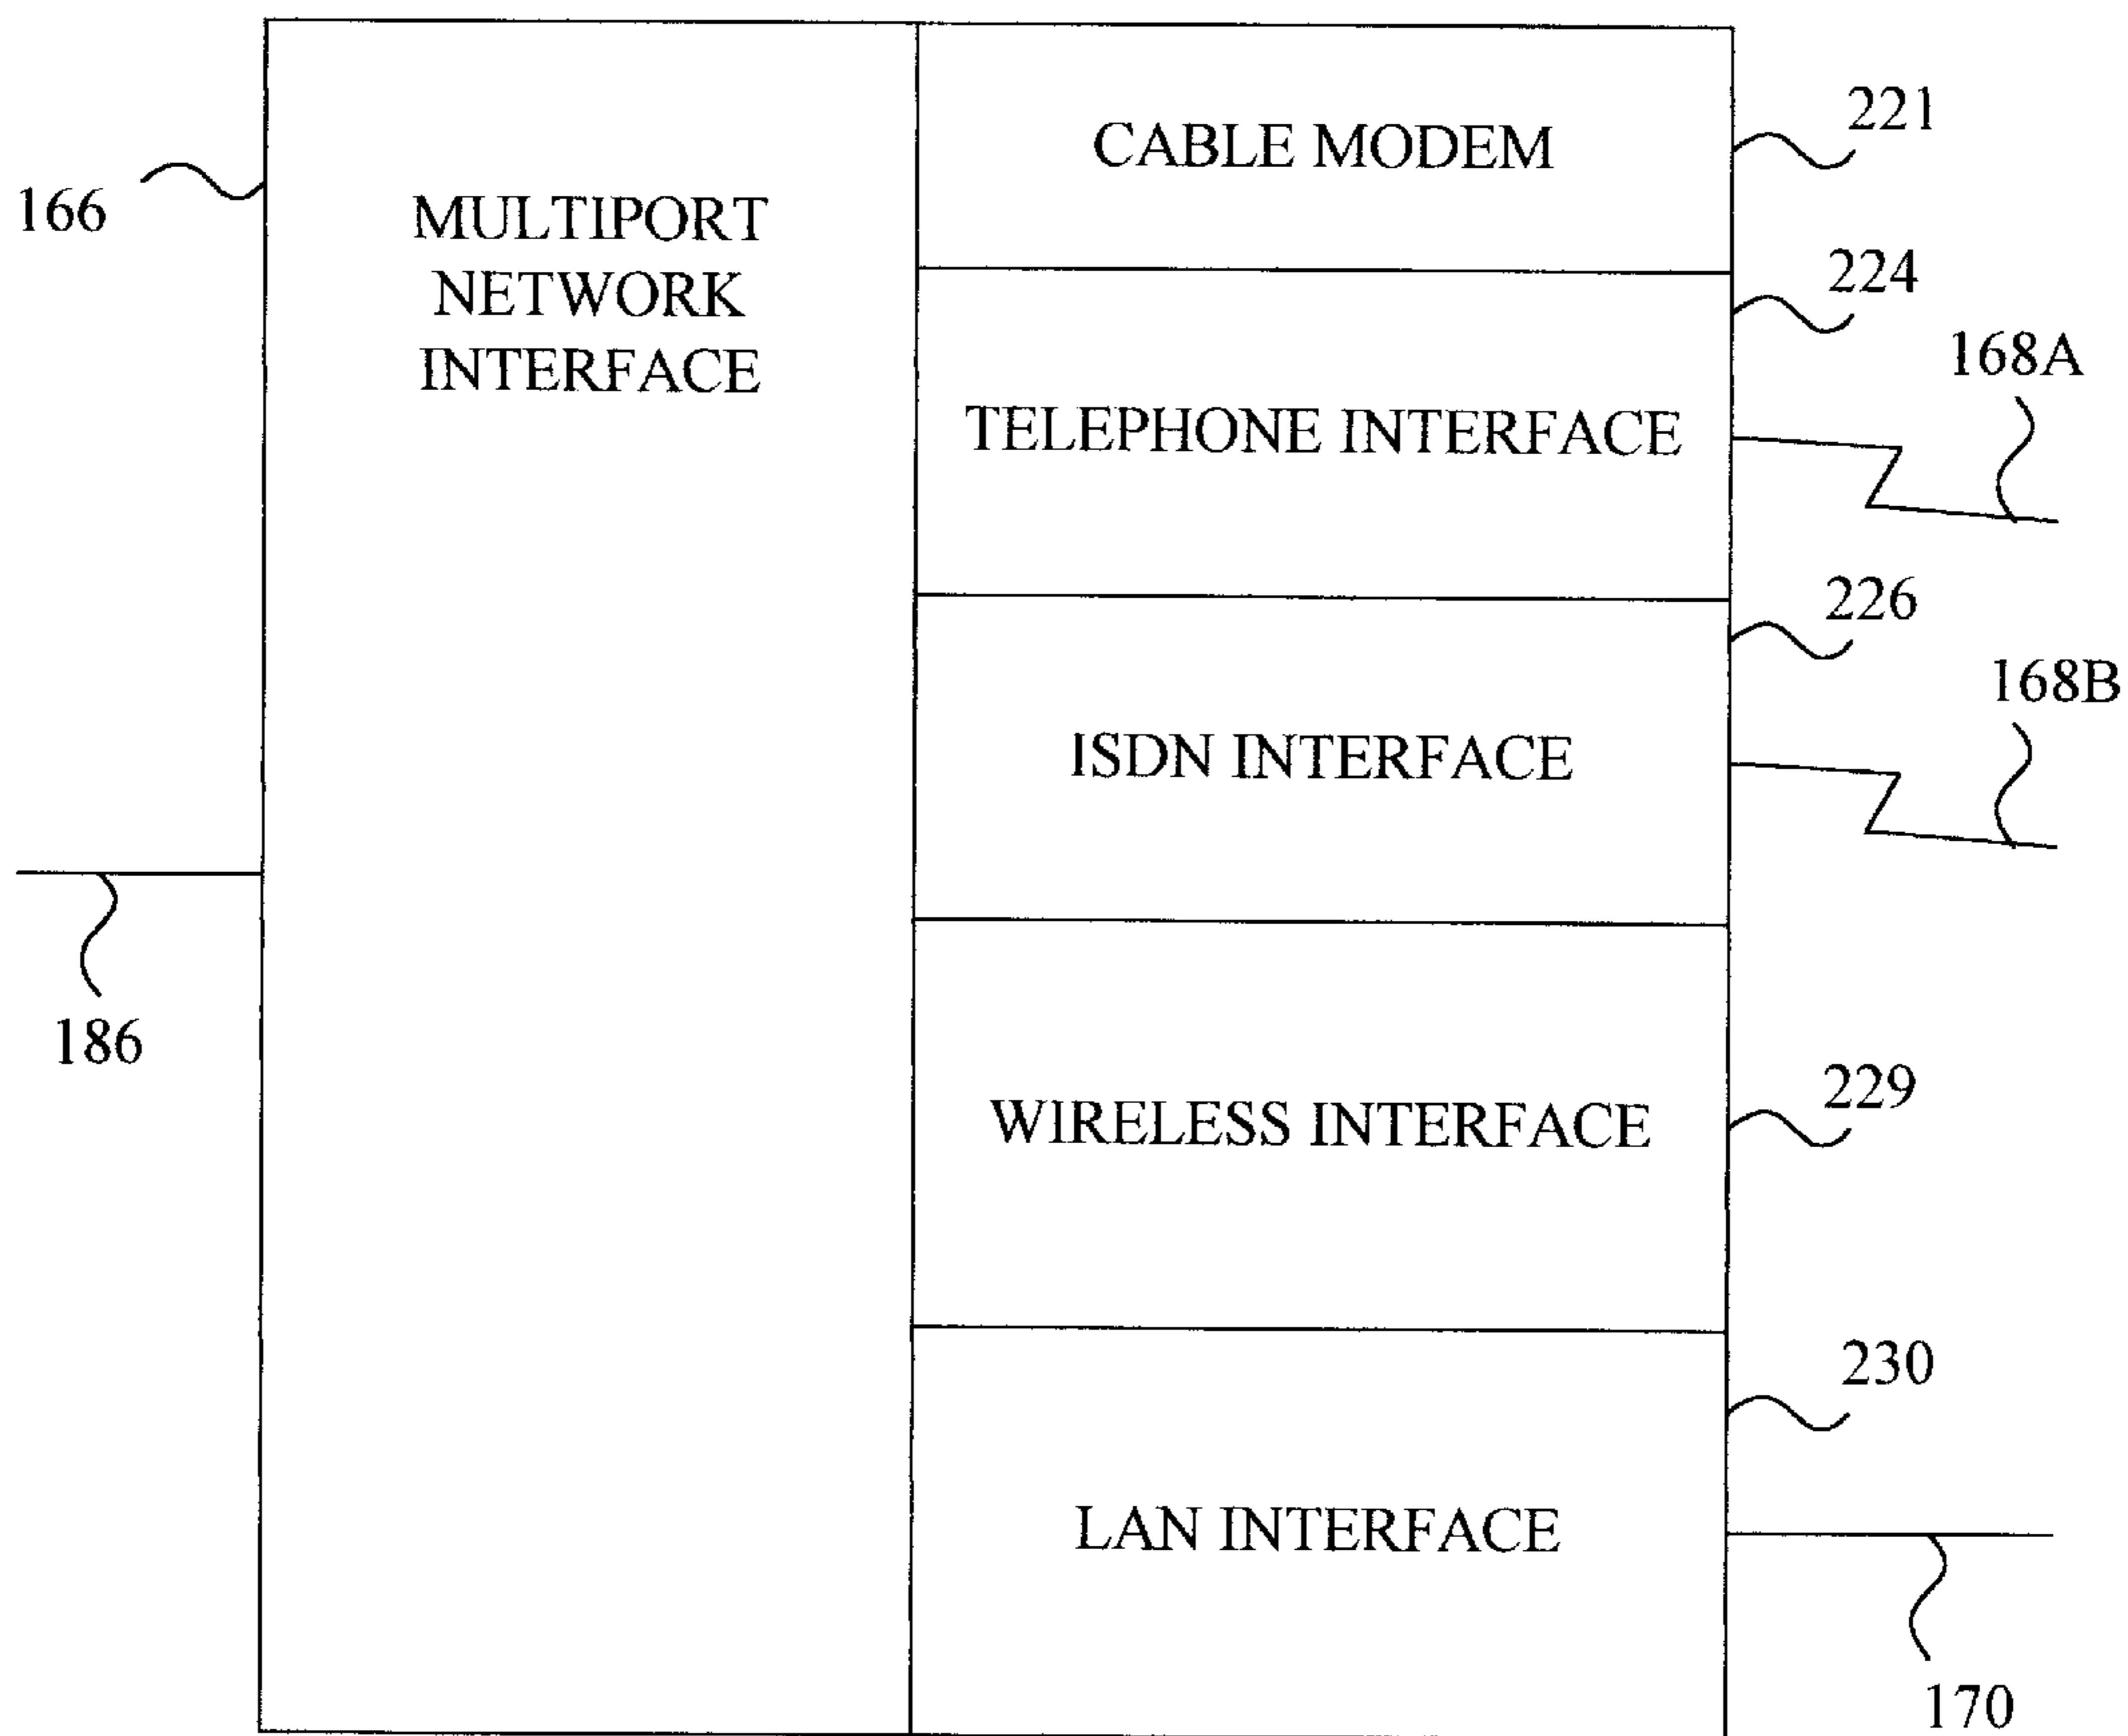 221
CABLE MODEM
166
MULTIPORT
NETWORK
INTERFACE
224
168A
TELEPHONE INTERFACE
226
168B
ISDN INTERFACE
186
229
WIRELESS INTERFACE
230
LAN INTERFACE
170